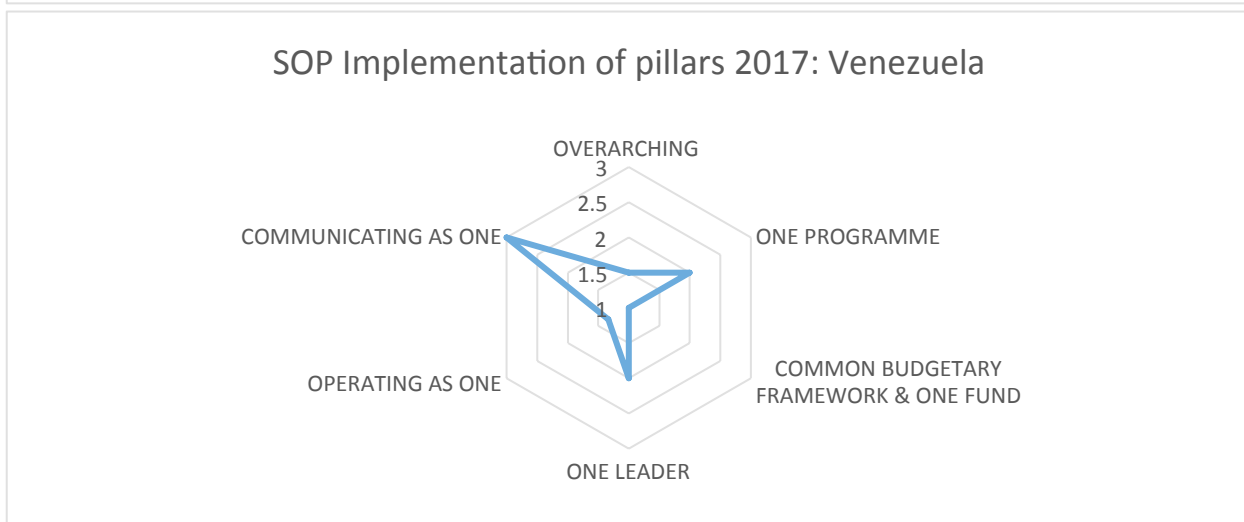 SOP Implementation of pillars 2017: Venezuela
OVERARCHING
3
2.5
2
1.5
1
COMMUNICATING AS ONE
ONE PROGRAMME
OPERATING AS ONE
COMMON BUDGETARY
FRAMEWORK & ONE FUND
ONE LEADER